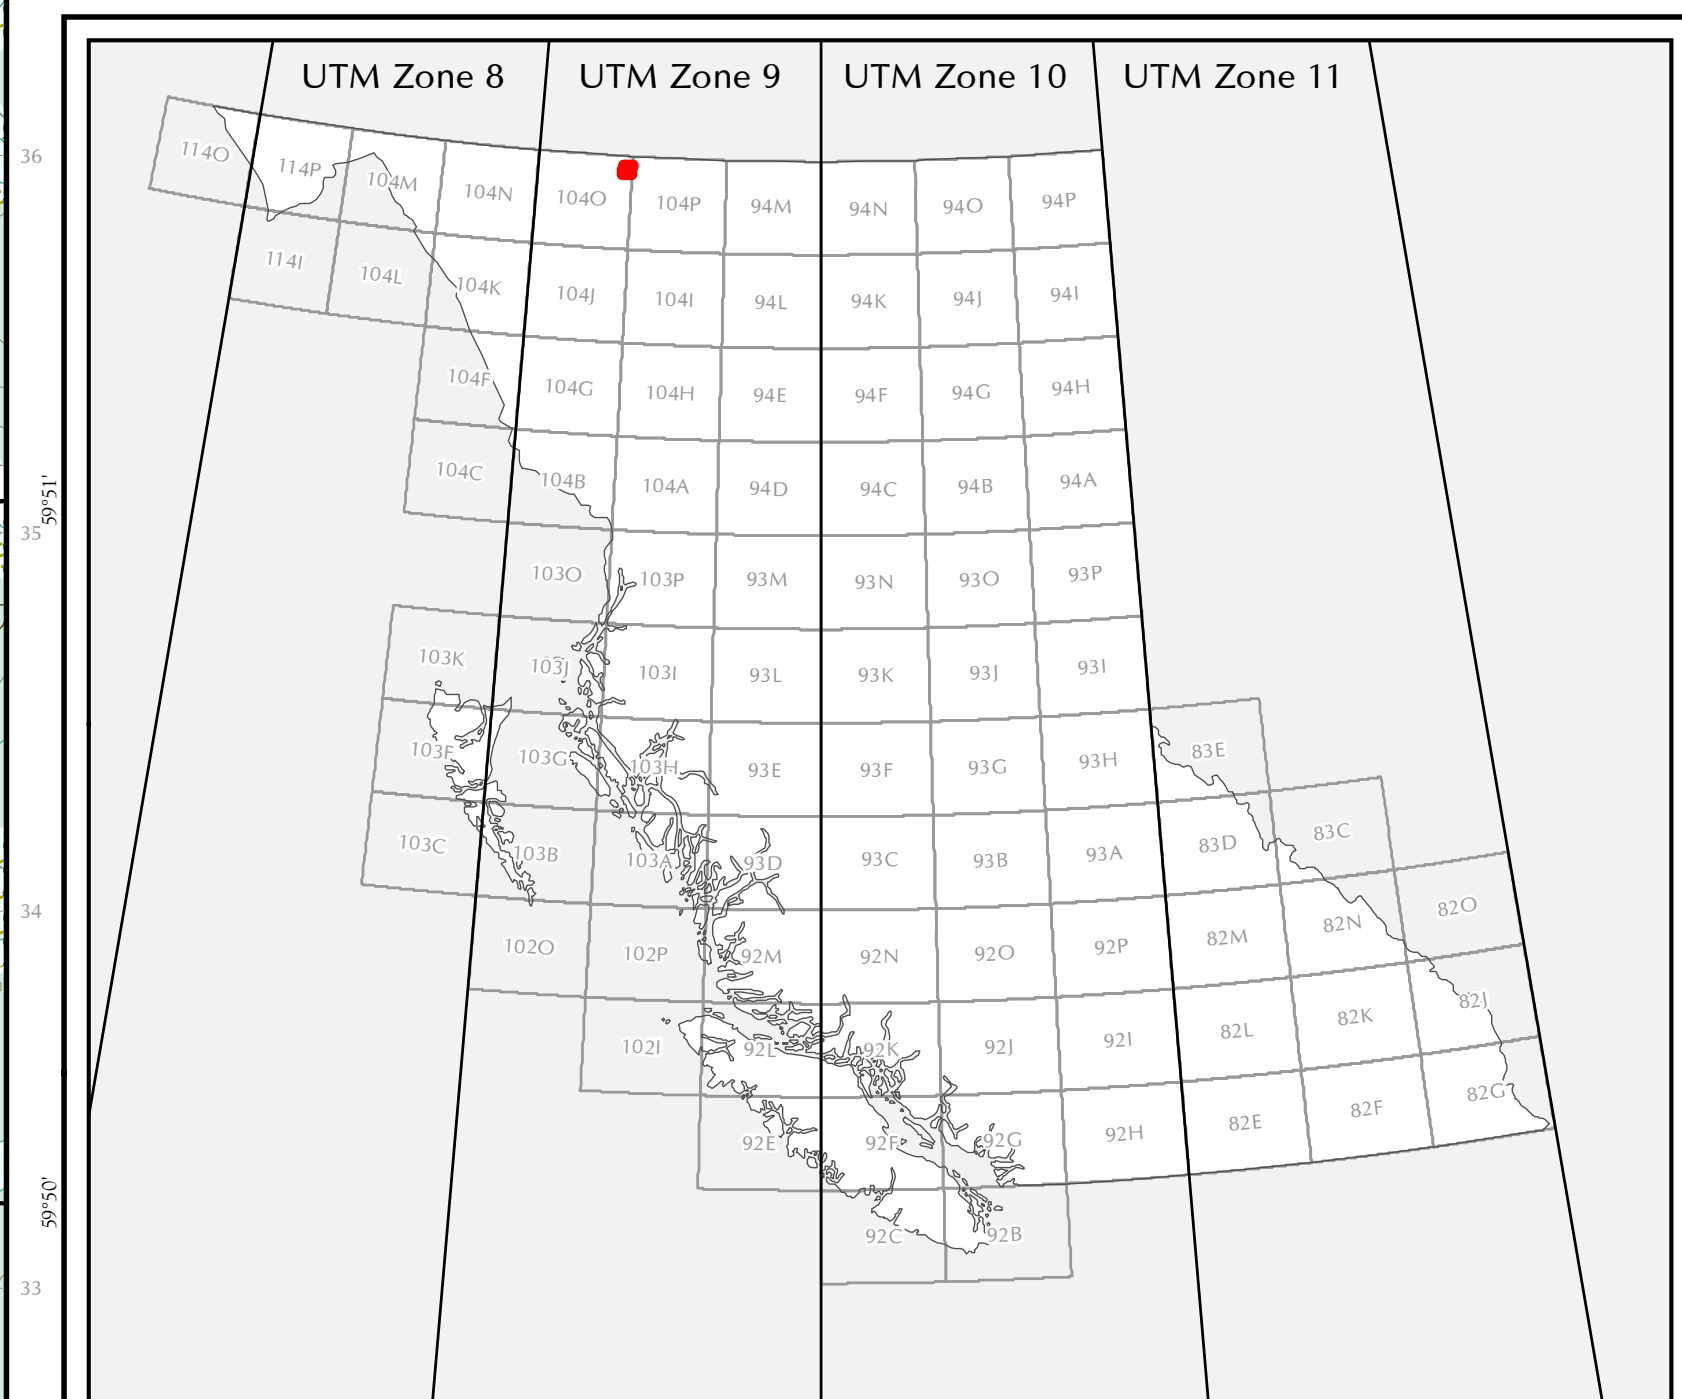 UTM Zone 8 UTM Zone 9 UTM Zone 10 UTM Zone 11
36
114O 114P 104M 104N 104O 104P 94M 94N 94O 94P
114I 104L 104K 104J 104I 94L 94K 94J 94I
104F 104G 104H 94E 94F 94G 94H
59°51'
104C 104B 104A 94D 94C 94B 94A
35
103O 103P 93M 93N 93O 93P
103K 103J 103I 93L 93K 93J 93I
103F 103G 103H 93E 93F 93G 93H 83E
103C 103B 103A 93D 93C 93B 93A 83D 83C
34
102O 102P 92M 92N 92O 92P 82M 82N 82O
102I 92L 92K 92J 92I 82L 82K 82J
92E 92F 92G 92H 82E 82F 82G
59°50'
92C 92B
33